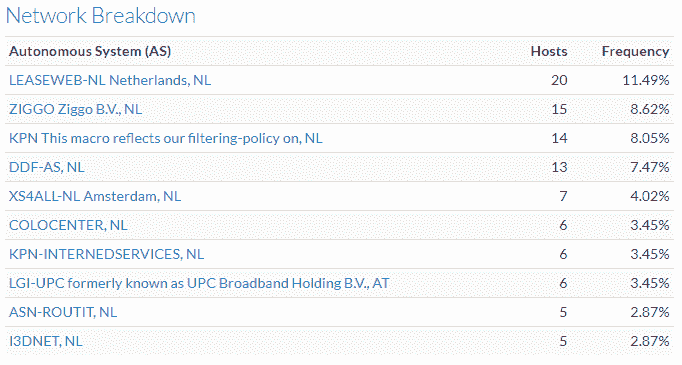 Network Breakdown
Autonomous System (AS) Hosts Frequency
LEASEWEB-NL Netherlands, NL 20 11.49%
ZIGGO Ziggo B.V., NL 15 8.62%
KPN This macro reflects our filtering-policy on, NL 14 8.05%
DDF-AS, NL 13 7.47%
XS4ALL-NL Amsterdam, NL 7 4.02%
COLOCENTER, NL 6 3.45%
KPN-INTERNEDSERVICES, NL 6 3.45%
LGI-UPC formerly known as UPC Broadband Holding B.V., AT 6 3.45%
ASN-ROUTIT, NL 5 2.87%
I3DNET, NL 5 2.87%